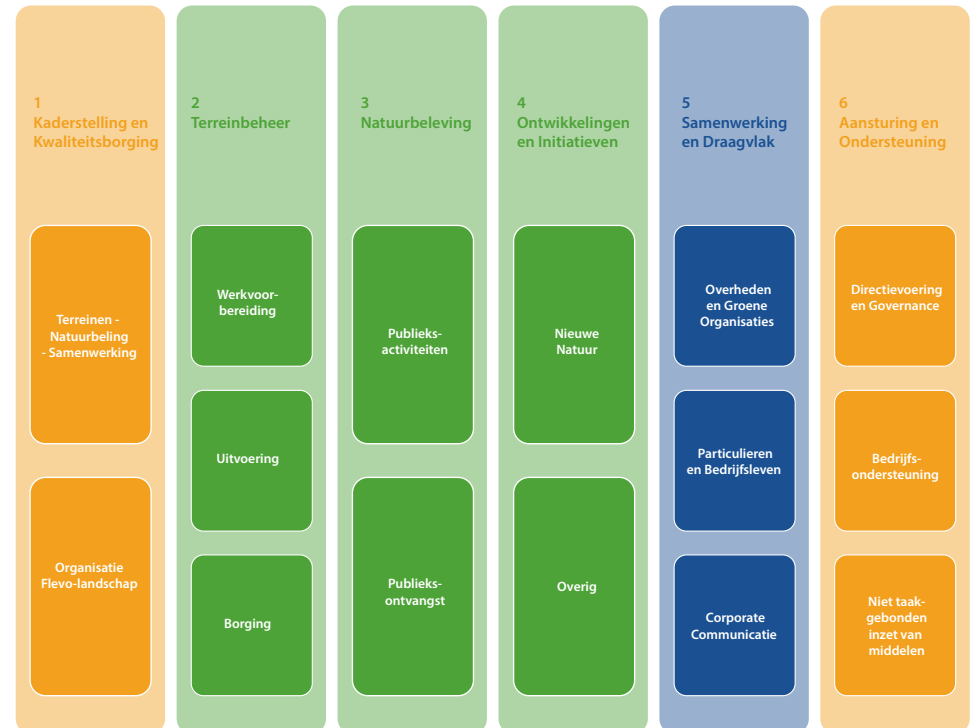 1
Kaderstelling en
Kwaliteitsborging
Terreinen -
Natuurbeling
- Samenwerking
Organisatie
Flevo-landschap
2
Terreinbeheer
Werkvoor-
bereiding
Uitvoering
Borging
3
Natuurbeleving
Publieks-
activiteiten
Publieks-
ontvangst
4
Ontwikkelingen
en Initiatieven
Nieuwe
Natuur
Overig
5
Samenwerking
en Draagvlak
Overheden
en Groene
Organisaties
Particulieren
en Bedrijfsleven
Corporate
Communicatie
6
Aansturing en
Ondersteuning
Directievoering
en Governance
Bedrijfs-
ondersteuning
Niet taak-
gebonden
inzet van
middelen